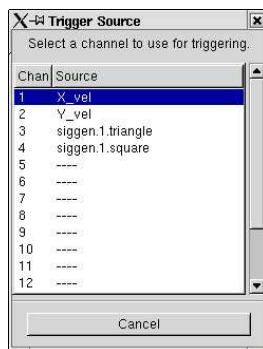 Trigger Source
Select a channel to use for triggering.
Chan Source
1 X_vel
2 Y_vel
3 siggen.1.triangle
4 siggen.1.square
5 ----
6 ----
7 ----
8 ----
9 ----
10 ----
11 ----
12 ----
Cancel